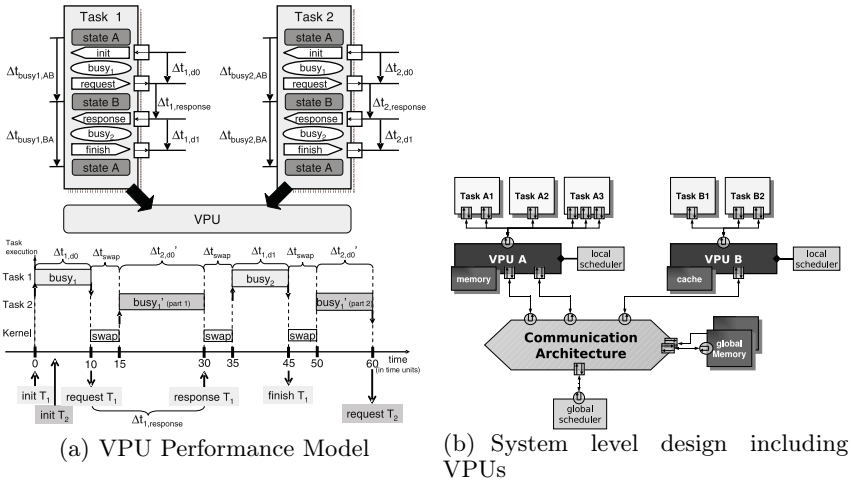 Task 1
state A
init
busy1
request
state B
response
busy2
finish
state A
Δtbusy1,AB
Δtbusy1,BA
Δt1,d0
Δt1,response
Δt1,d1
Task 2
state A
init
busy1
request
state B
response
busy2
finish
state A
Δtbusy2,AB
Δtbusy2,BA
Δt2,d0
Δt2,response
Δt2,d1
VPU
Task
execution
Δt1,d0 Δtswap Δt2,d0' Δtswap Δt1,d1 Δtswap Δt2,d0'
Task 1 busy1 busy2
Task 2 busy1' (part 1) busy1' (part 2)
Kernel swap swap swap
0 10 15 30 35 45 50 60 time
(in time units)
init T1 request T1 response T1 finish T1
init T2 request T2
Δt1,response
(a) VPU Performance Model
Task A1 Task A2 Task A3 Task B1 Task B2
VPU A
local
scheduler
memory
VPU B
local
scheduler
cache
Communication
Architecture
global
Memory
global
scheduler
(b) System level design including
VPUs